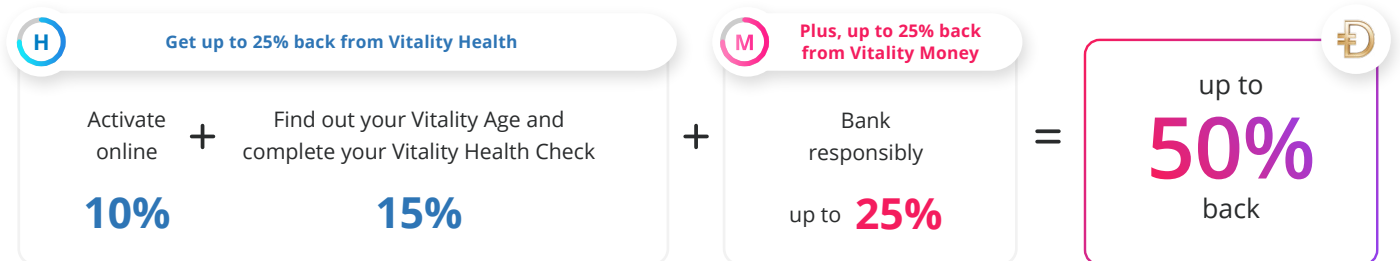 H
Get up to 25% back from Vitality Health
Activate
online
+
Find out your Vitality Age and
complete your Vitality Health Check
10%
15%
+
M
Plus, up to 25% back
from Vitality Money
Bank
responsibly
up to 25%
=
up to
50%
back